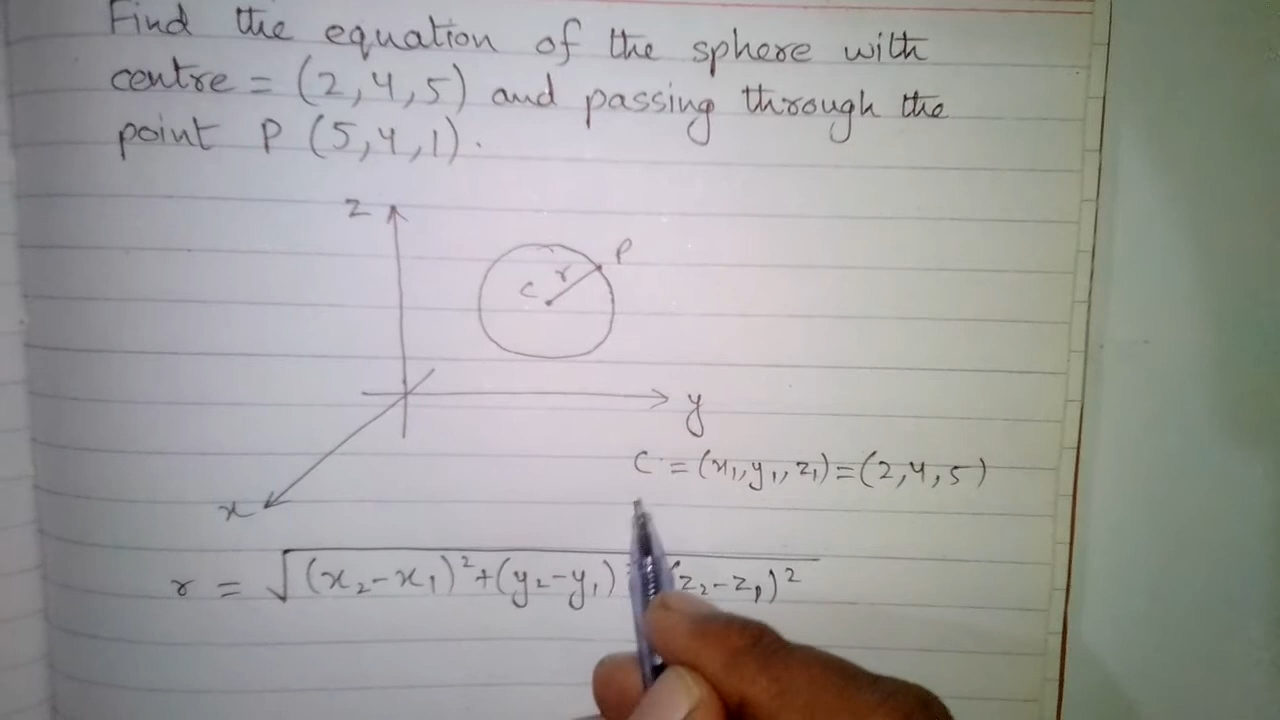 Find the equation of the sphere with
centre = (2,4,5) and passing through the
point P (5,4,1).
z
P
r
C
y
C = (x₁,y₁,z₁)=(2,4,5)
x
r = √(x₂-x₁)²+(y₂-y₁) (z₂-z₁)²